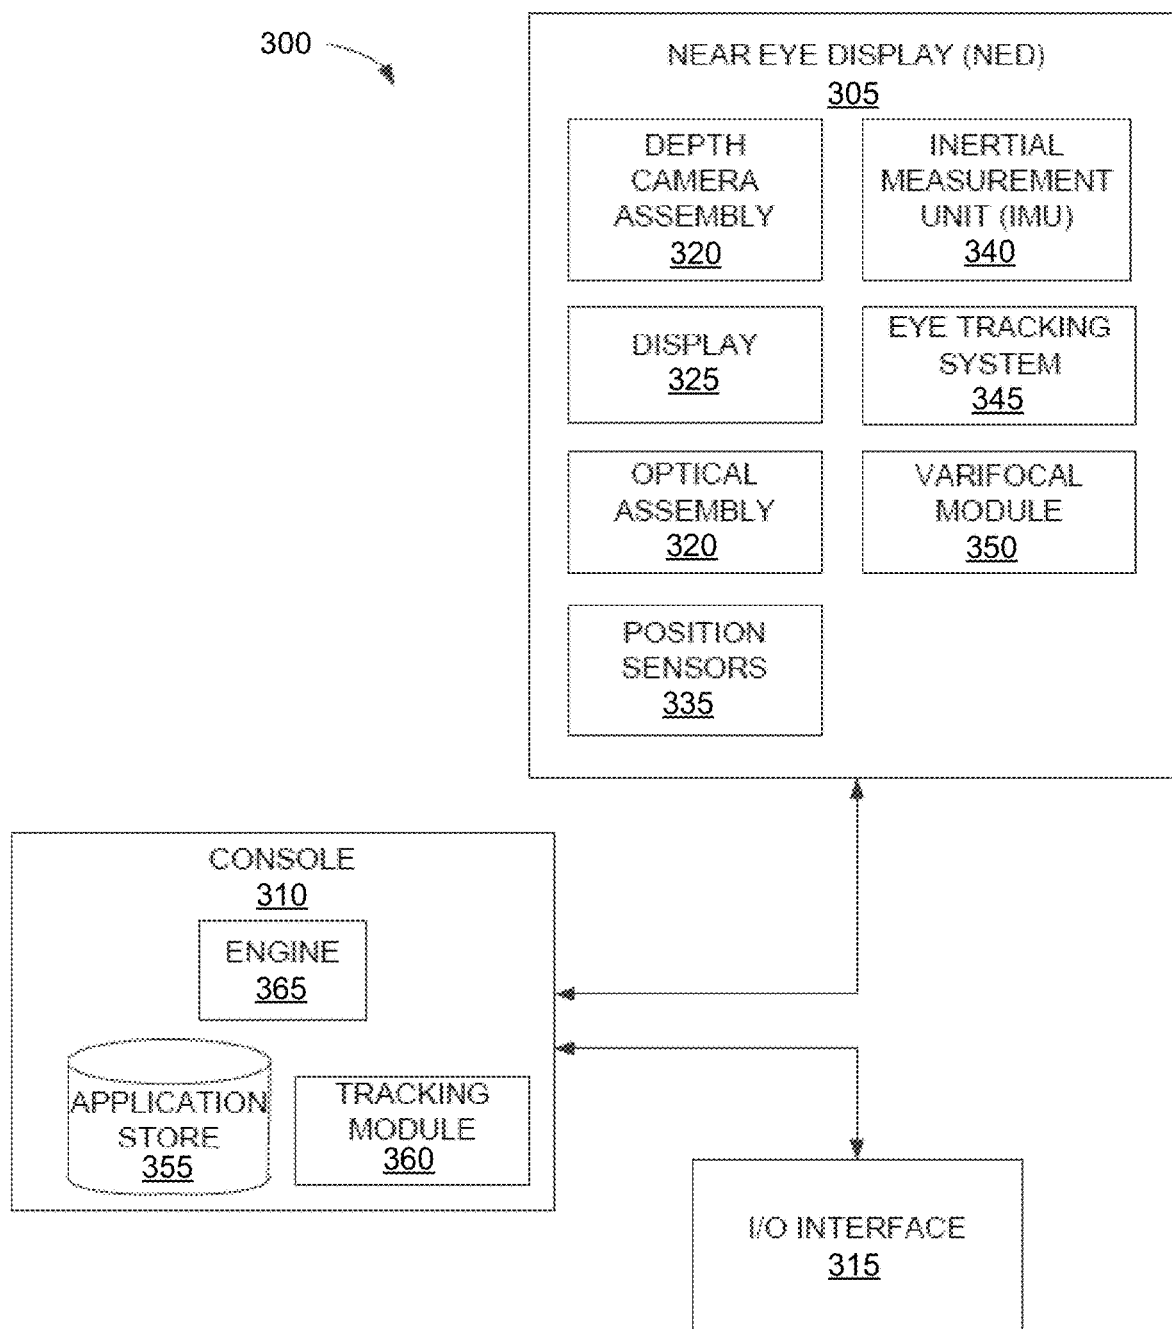 300
NEAR EYE DISPLAY (NED)
305
DEPTH
CAMERA
ASSEMBLY
320
INERTIAL
MEASUREMENT
UNIT (IMU)
340
DISPLAY
325
EYE TRACKING
SYSTEM
345
OPTICAL
ASSEMBLY
320
VARIFOCAL
MODULE
350
POSITION
SENSORS
335
CONSOLE
310
ENGINE
365
APPLICATION
STORE
355
TRACKING
MODULE
360
I/O INTERFACE
315